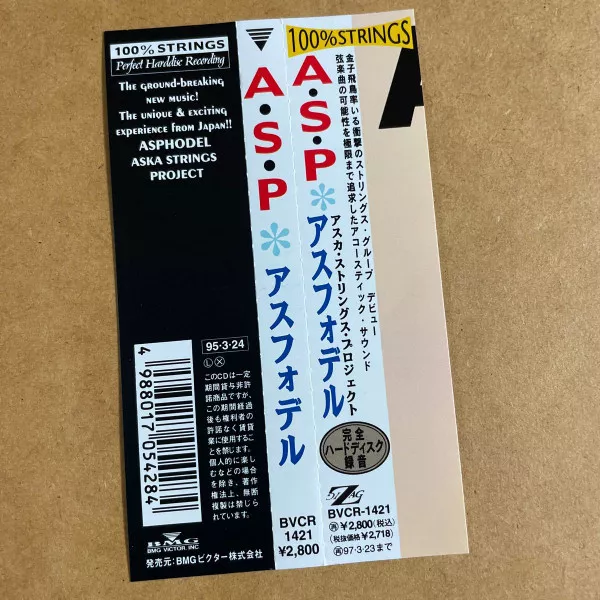 100% STRINGS
Perfect Harddisc Recording
The ground-breaking
new music!
The unique & exciting
experience from Japan!!
ASPHODEL
ASKA STRINGS
PROJECT
95·3·24
Ⓛ Ⓧ
このCDは一定
期間貸与非許
諾商品ですが、
この期間経過
後も権利者の
許諾なく賃貸
業に使用するこ
とを禁じます。
個人的に楽し
むなどの場合
を除き、著作
権法上、無断
複製は禁じら
れています。
4 988017 054284
BMG
BMG VICTOR, INC
発売元:BMGビクター株式会社
A・S・P
アスフォデル
BVCR
1421
¥2,800
100%STRINGS
A・S・P
アスフォデル
金子飛鳥率いる衝撃のストリングス・グループ デビュー
弦楽曲の可能性を極限まで追求したアコースティック・サウンド
アスカ・ストリングス・プロジェクト
完全
ハードディスク
録音
ZAG
BVCR-1421
㊢¥2,800(税込)
(税抜価格¥2,718)
㊢97·3·23まで